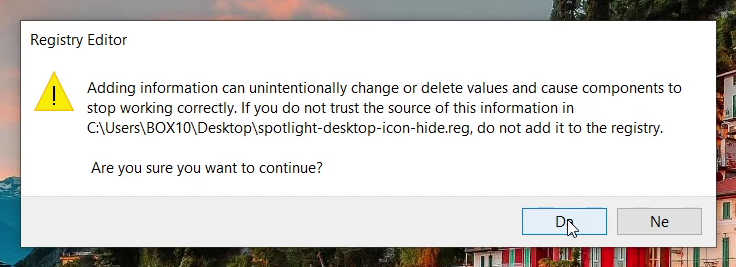 Registry Editor
Adding information can unintentionally change or delete values and cause components to
stop working correctly. If you do not trust the source of this information in
C:\Users\BOX10\Desktop\spotlight-desktop-icon-hide.reg, do not add it to the registry.
Are you sure you want to continue?
Ne